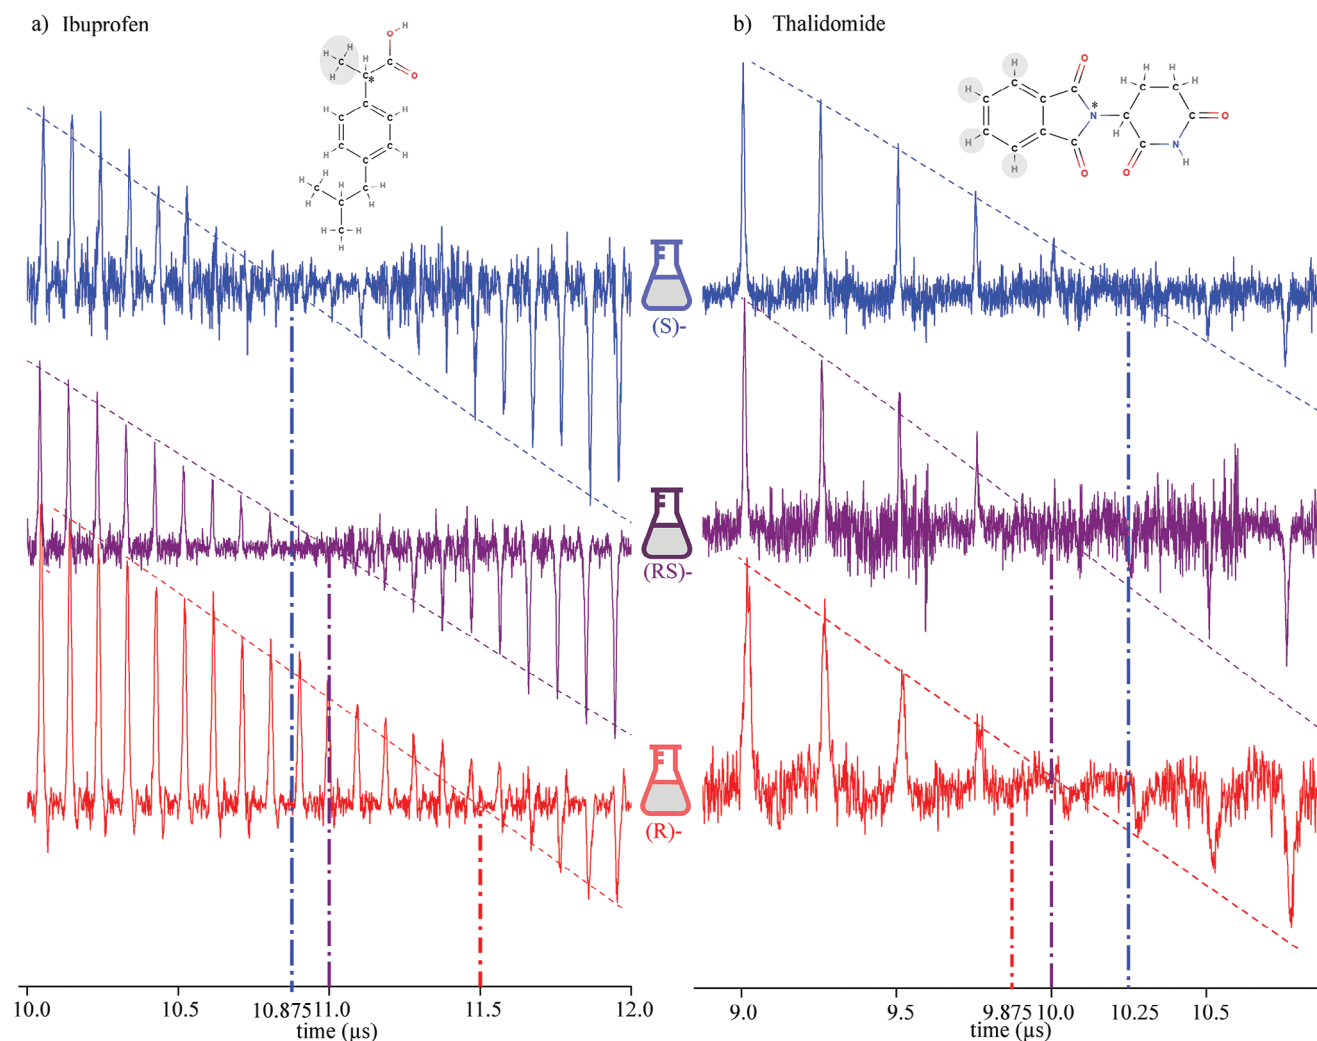 a) Ibuprofen
b) Thalidomide
H
O
H
H
C
H
H
C
O
C
*
C
H
C
C
H
H
C
C
H
C
H
H
H
C
C
H
H
C
H
H
C
H
H
H
H
O
H
H
H
H
C
C
C
C
C
C
*
N
C
C
C
C
O
H
C
C
C
C
H
C
N
H
H
O
O
H
(S)-
(RS)-
(R)-
10.0
10.5
10.875
11.0
11.5
12.0
time (µs)
9.0
9.5
9.875
10.0
10.25
10.5
time (µs)